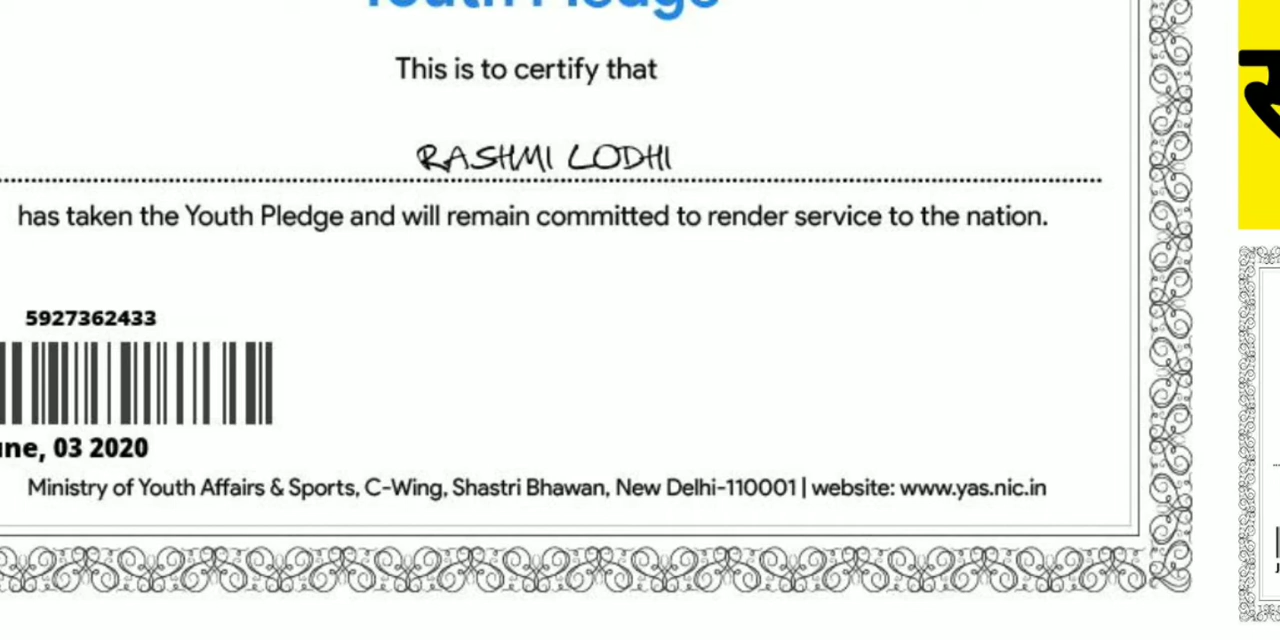 Youth Pledge
This is to certify that
RASHMI LODHI
has taken the Youth Pledge and will remain committed to render service to the nation.
5927362433
une, 03 2020
Ministry of Youth Affairs & Sports, C-Wing, Shastri Bhawan, New Delhi-110001 | website: www.yas.nic.in